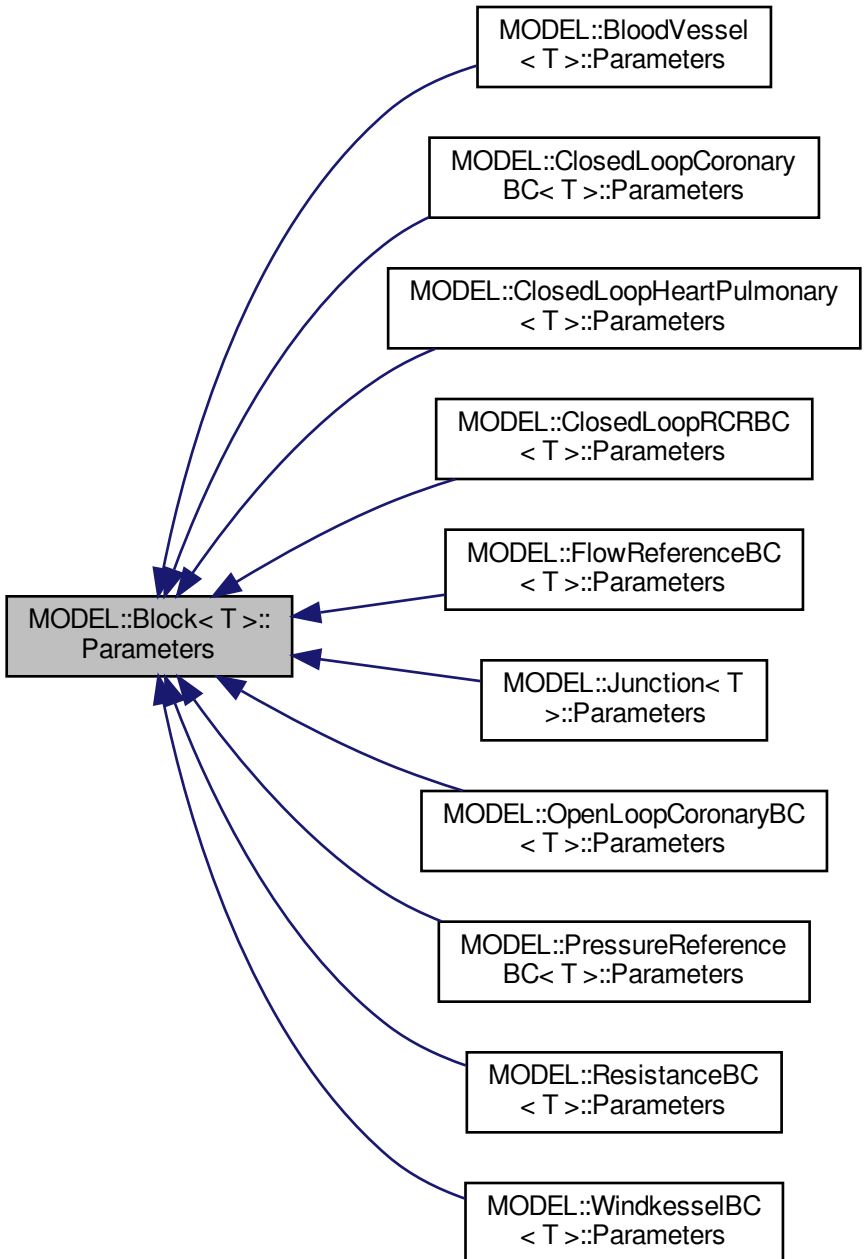 MODEL::BloodVessel
< T >::Parameters
MODEL::ClosedLoopCoronary
BC< T >::Parameters
MODEL::ClosedLoopHeartPulmonary
< T >::Parameters
MODEL::ClosedLoopRCRBC
< T >::Parameters
MODEL::FlowReferenceBC
< T >::Parameters
MODEL::Block< T >::
Parameters
MODEL::Junction< T
>::Parameters
MODEL::OpenLoopCoronaryBC
< T >::Parameters
MODEL::PressureReference
BC< T >::Parameters
MODEL::ResistanceBC
< T >::Parameters
MODEL::WindkesselBC
< T >::Parameters